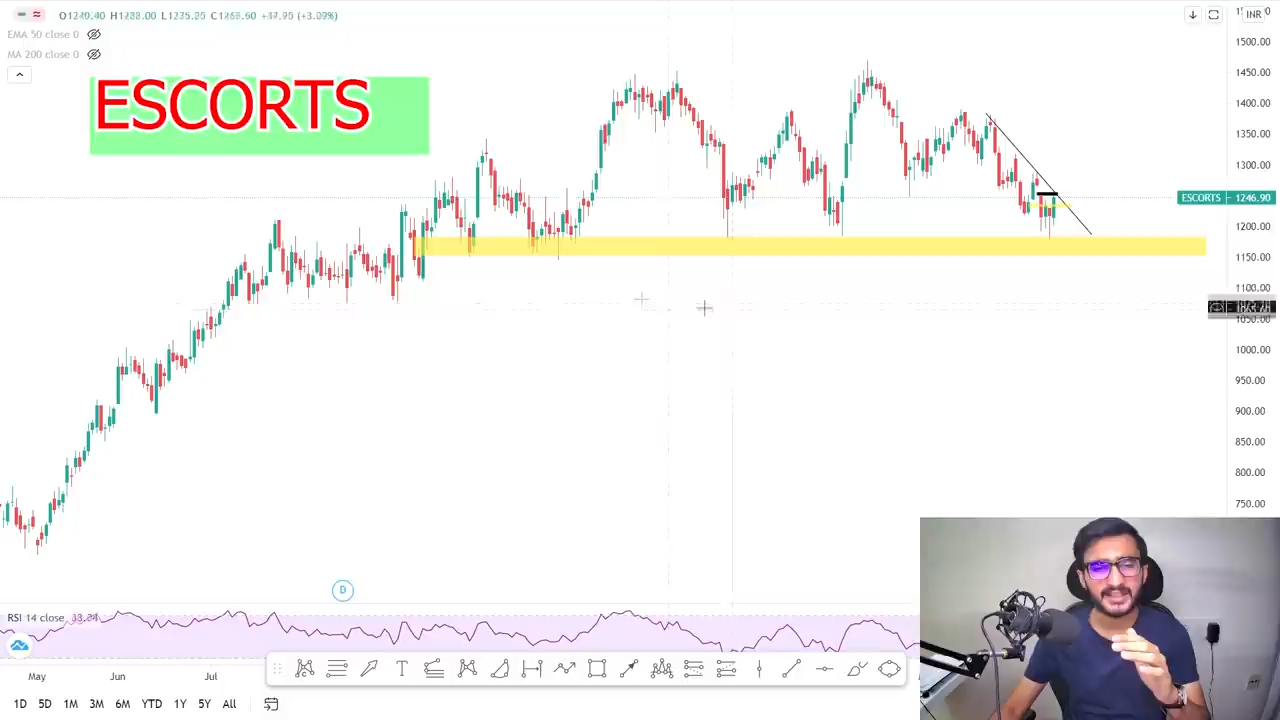 EMA 50 close 0
MA 200 close 0
ESCORTS
INR
1500.00
1450.00
1400.00
1350.00
1300.00
ESCORTS 1246.90
1200.00
1150.00
1100.00
1050.00
1000.00
950.00
900.00
850.00
800.00
750.00
D
RSI 14 close
May Jun Jul
1D 5D 1M 3M 6M YTD 1Y 5Y All